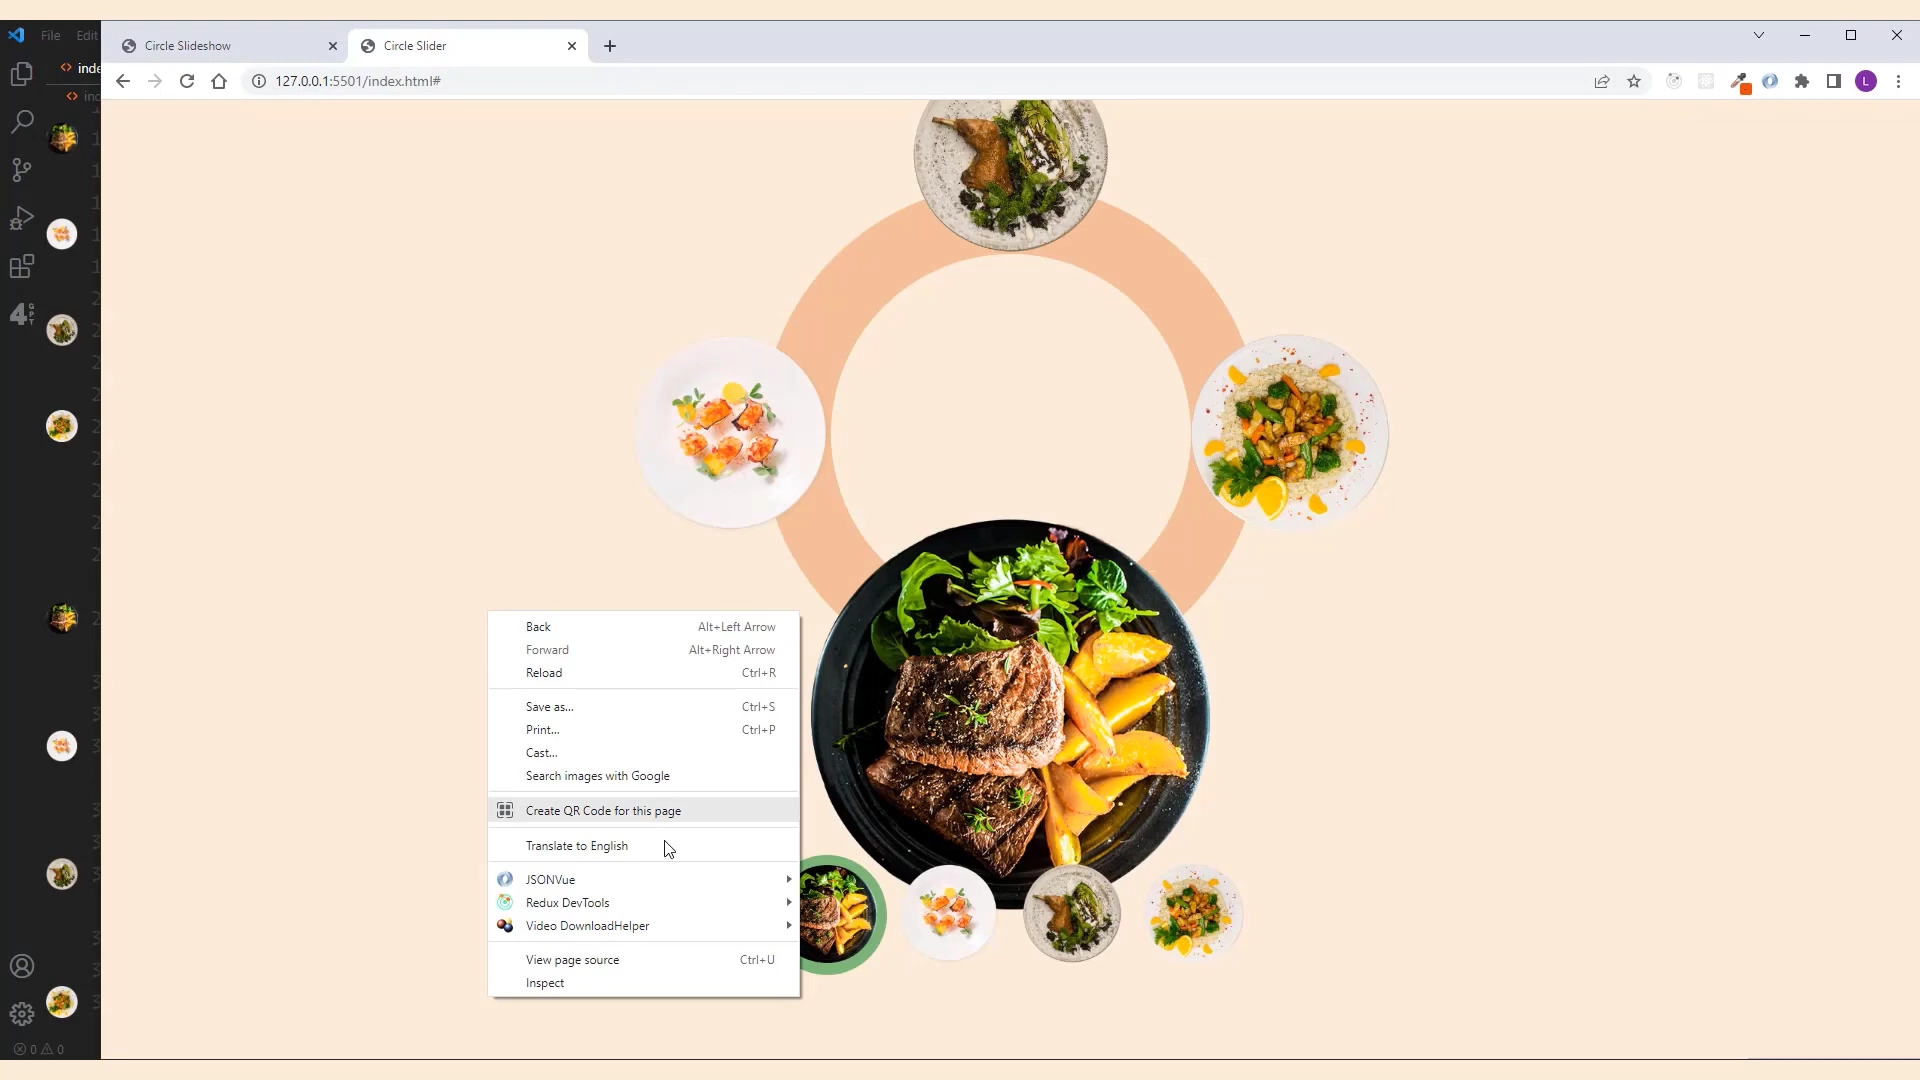 File Edit
Circle Slideshow
Circle Slider
127.0.0.1:5501/index.html#
L
inde
Back Alt+Left Arrow
Forward Alt+Right Arrow
Reload Ctrl+R
Save as... Ctrl+S
Print... Ctrl+P
Cast...
Search images with Google
Create QR Code for this page
Translate to English
JSONVue
Redux DevTools
Video DownloadHelper
View page source Ctrl+U
Inspect
0 0